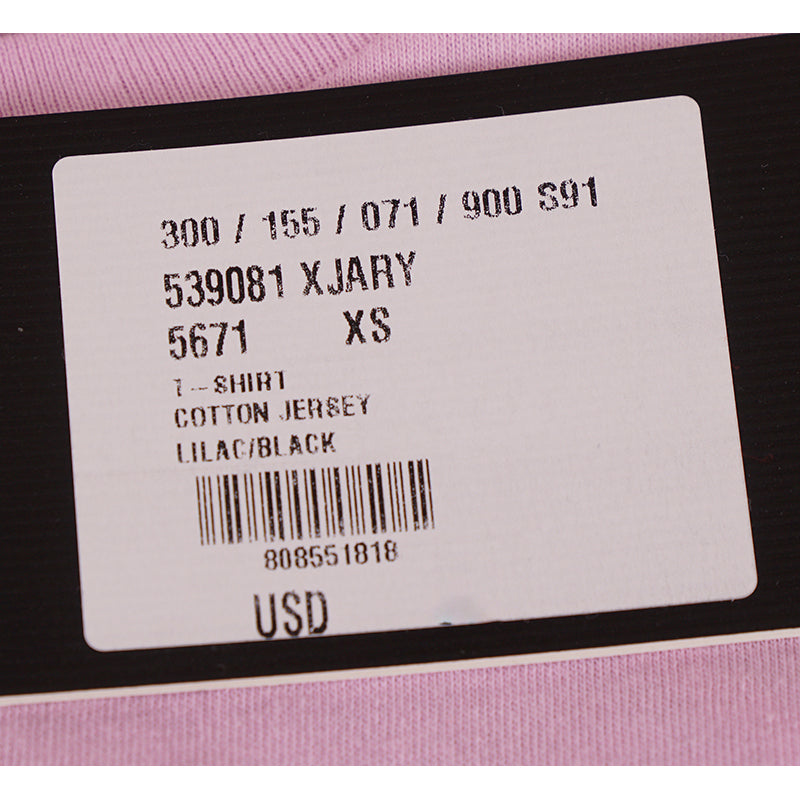 300 / 155 / 071 / 900 S91
539081 XJARY
5671 XS
T-SHIRT
COTTON JERSEY
LILAC/BLACK
808551818
USD